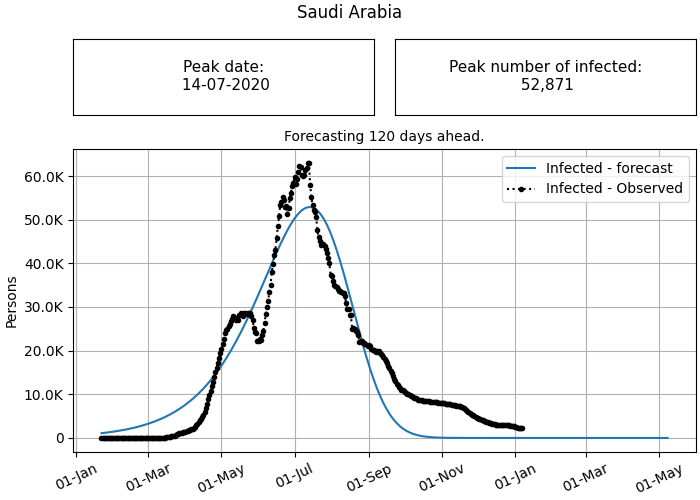 Saudi Arabia
Peak date:
14-07-2020
Peak number of infected:
52,871
Forecasting 120 days ahead.
Infected - forecast
Infected - Observed
Persons
60.0K
50.0K
40.0K
30.0K
20.0K
10.0K
0
01-Jan
01-Mar
01-May
01-Jul
01-Sep
01-Nov
01-Jan
01-Mar
01-May